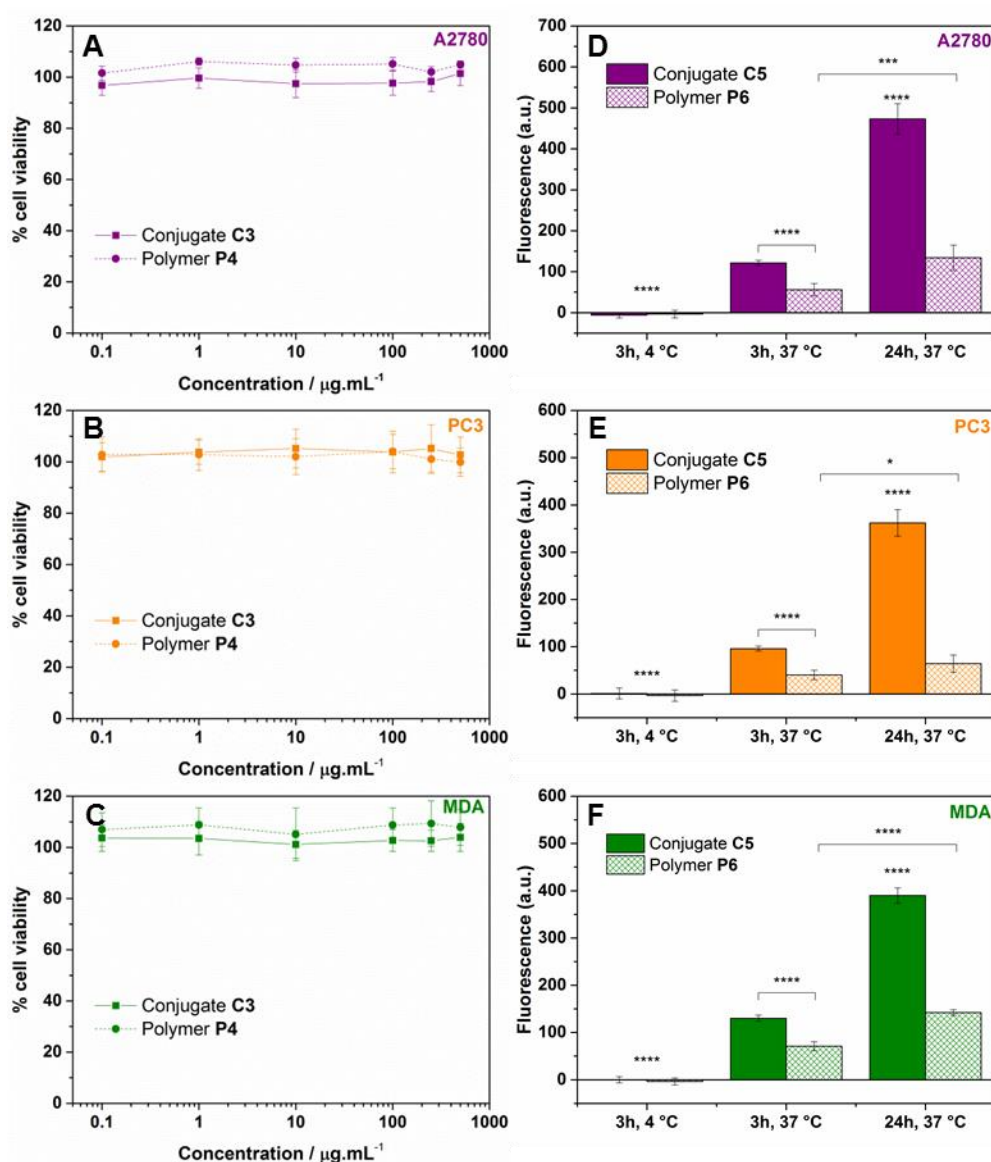 A
A2780
120
100
80
60
40
20
0
% cell viability
Conjugate C3
Polymer P4
0.1 1 10 100 1000
Concentration / μg.mL-1
D
A2780
700
600
500
400
300
200
100
0
Fluorescence (a.u.)
Conjugate C5
Polymer P6
***
****
****
****
3h, 4 °C 3h, 37 °C 24h, 37 °C
B
PC3
120
100
80
60
40
20
0
% cell viability
Conjugate C3
Polymer P4
0.1 1 10 100 1000
Concentration / μg.mL-1
E
PC3
600
500
400
300
200
100
0
Fluorescence (a.u.)
Conjugate C5
Polymer P6
*
****
****
****
3h, 4 °C 3h, 37 °C 24h, 37 °C
C
MDA
120
100
80
60
40
20
0
% cell viability
Conjugate C3
Polymer P4
0.1 1 10 100 1000
Concentration / μg.mL-1
F
MDA
600
500
400
300
200
100
0
Fluorescence (a.u.)
Conjugate C5
Polymer P6
****
****
****
****
3h, 4 °C 3h, 37 °C 24h, 37 °C